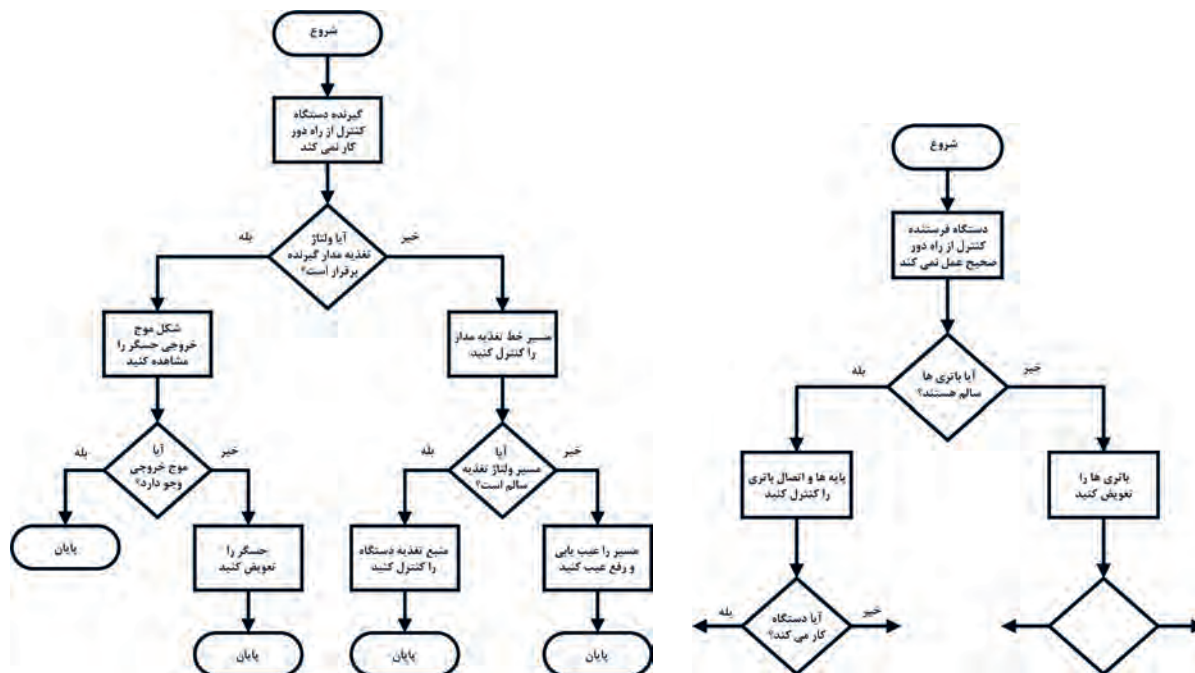 شروع
گیرنده دستگاه
کنترل از راه دور
کار نمی کند
آیا ولتاژ
تغذیه مدار گیرنده
برقرار است؟
بله
خیر
شکل موج
خروجی حسگر را
مشاهده کنید
مسیر خط تغذیه مدار
را کنترل کنید
آیا
موج خروجی
وجو دارد؟
بله
خیر
آیا
مسیر ولتاژ تغذیه
سالم است؟
بله
خیر
پایان
حسگر را
تعویض کنید
منبع تغذیه دستگاه
را کنترل کنید
مسیر را عیب یابی
و رفع عیب کنید
پایان
پایان
پایان
شروع
دستگاه فرستنده
کنترل از راه دور
صحیح عمل نمی کند
آیا باتری ها
سالم هستند؟
بله
خیر
پایه ها و اتصال باتری
را کنترل کنید
باتری ها را
تعویض کنید
آیا دستگاه
کار می کند؟
بله
خیر